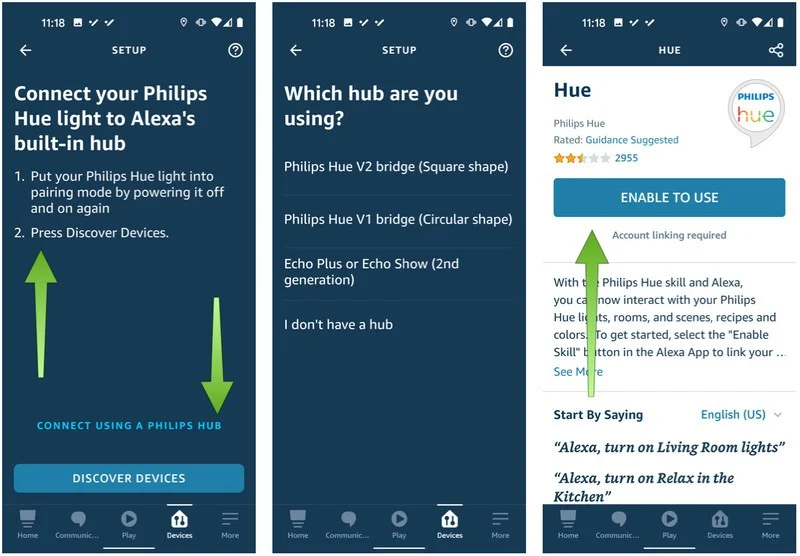 11:18
SETUP
Connect your Philips
Hue light to Alexa's
built-in hub
1. Put your Philips Hue light into
pairing mode by powering it off
and on again
2. Press Discover Devices.
CONNECT USING A PHILIPS HUB
DISCOVER DEVICES
Home Communic... Play Devices More
11:18
SETUP
Which hub are you
using?
Philips Hue V2 bridge (Square shape)
Philips Hue V1 bridge (Circular shape)
Echo Plus or Echo Show (2nd
generation)
I don't have a hub
Home Communic... Play Devices More
11:18
HUE
Hue
PHILIPS
hue
Philips Hue
Rated: Guidance Suggested
2955
ENABLE TO USE
Account linking required
With the Philips Hue skill and Alexa,
you can now interact with your Philips
Hue lights, rooms, and scenes, recipes and
colors. To get started, select the "Enable
Skill" button in the Alexa App to link your ...
See More
Start By Saying English (US)
“Alexa, turn on Living Room lights”
“Alexa, turn on Relax in the
Kitchen”
Home Communic... Play Devices More